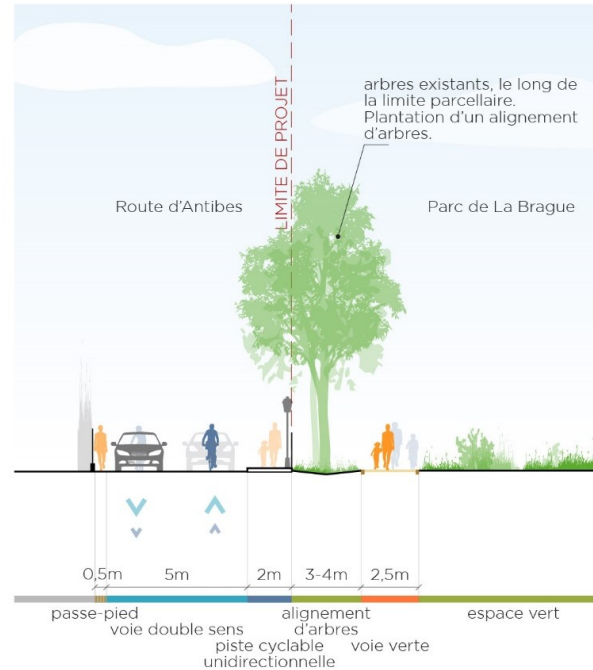 LIMITE DE PROJET
arbres existants, le long de
la limite parcellaire.
Plantation d'un alignement
d'arbres.
Route d'Antibes
Parc de La Brague
0,5m
5m
2m
3-4m
2,5m
passe-pied
voie double sens
piste cyclable
unidirectionnelle
alignement
d'arbres
voie verte
espace vert